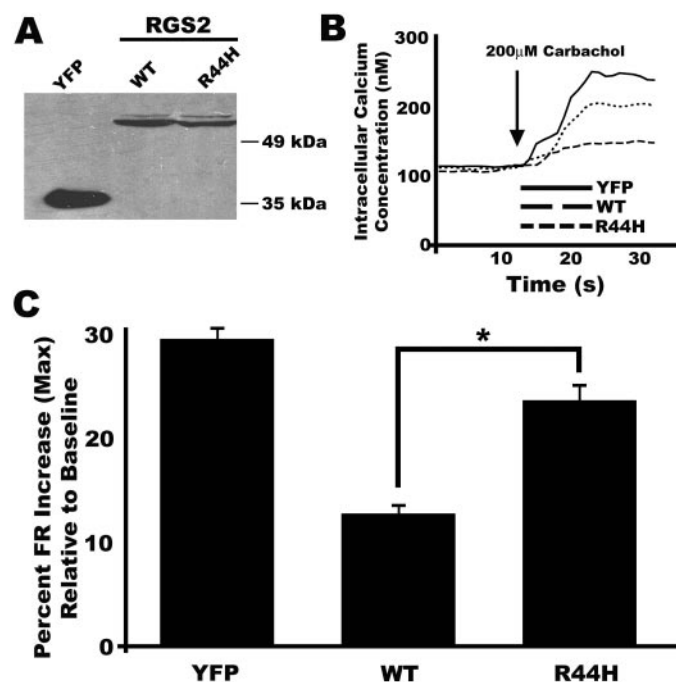 A
RGS2
YFP
WT
R44H
49 kDa
35 kDa
B
300
200
100
0
Intracellular Calcium
Concentration (nM)
200µM Carbachol
YFP
WT
R44H
10
20
30
Time (s)
C
30
20
10
0
Percent FR Increase (Max)
Relative to Baseline
*
YFP
WT
R44H